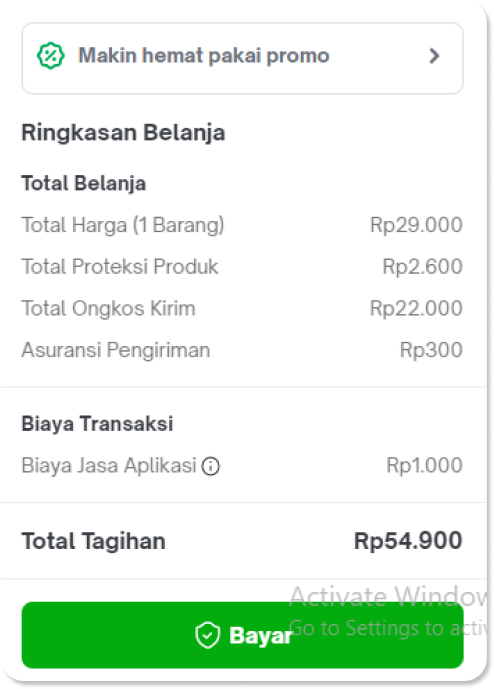 Makin hemat pakai promo
Ringkasan Belanja
Total Belanja
Total Harga (1 Barang) Rp29.000
Total Proteksi Produk Rp2.600
Total Ongkos Kirim Rp22.000
Asuransi Pengiriman Rp300
Biaya Transaksi
Biaya Jasa Aplikasi Rp1.000
Total Tagihan Rp54.900
Activate Window
Bayar
Go to Settings to activ